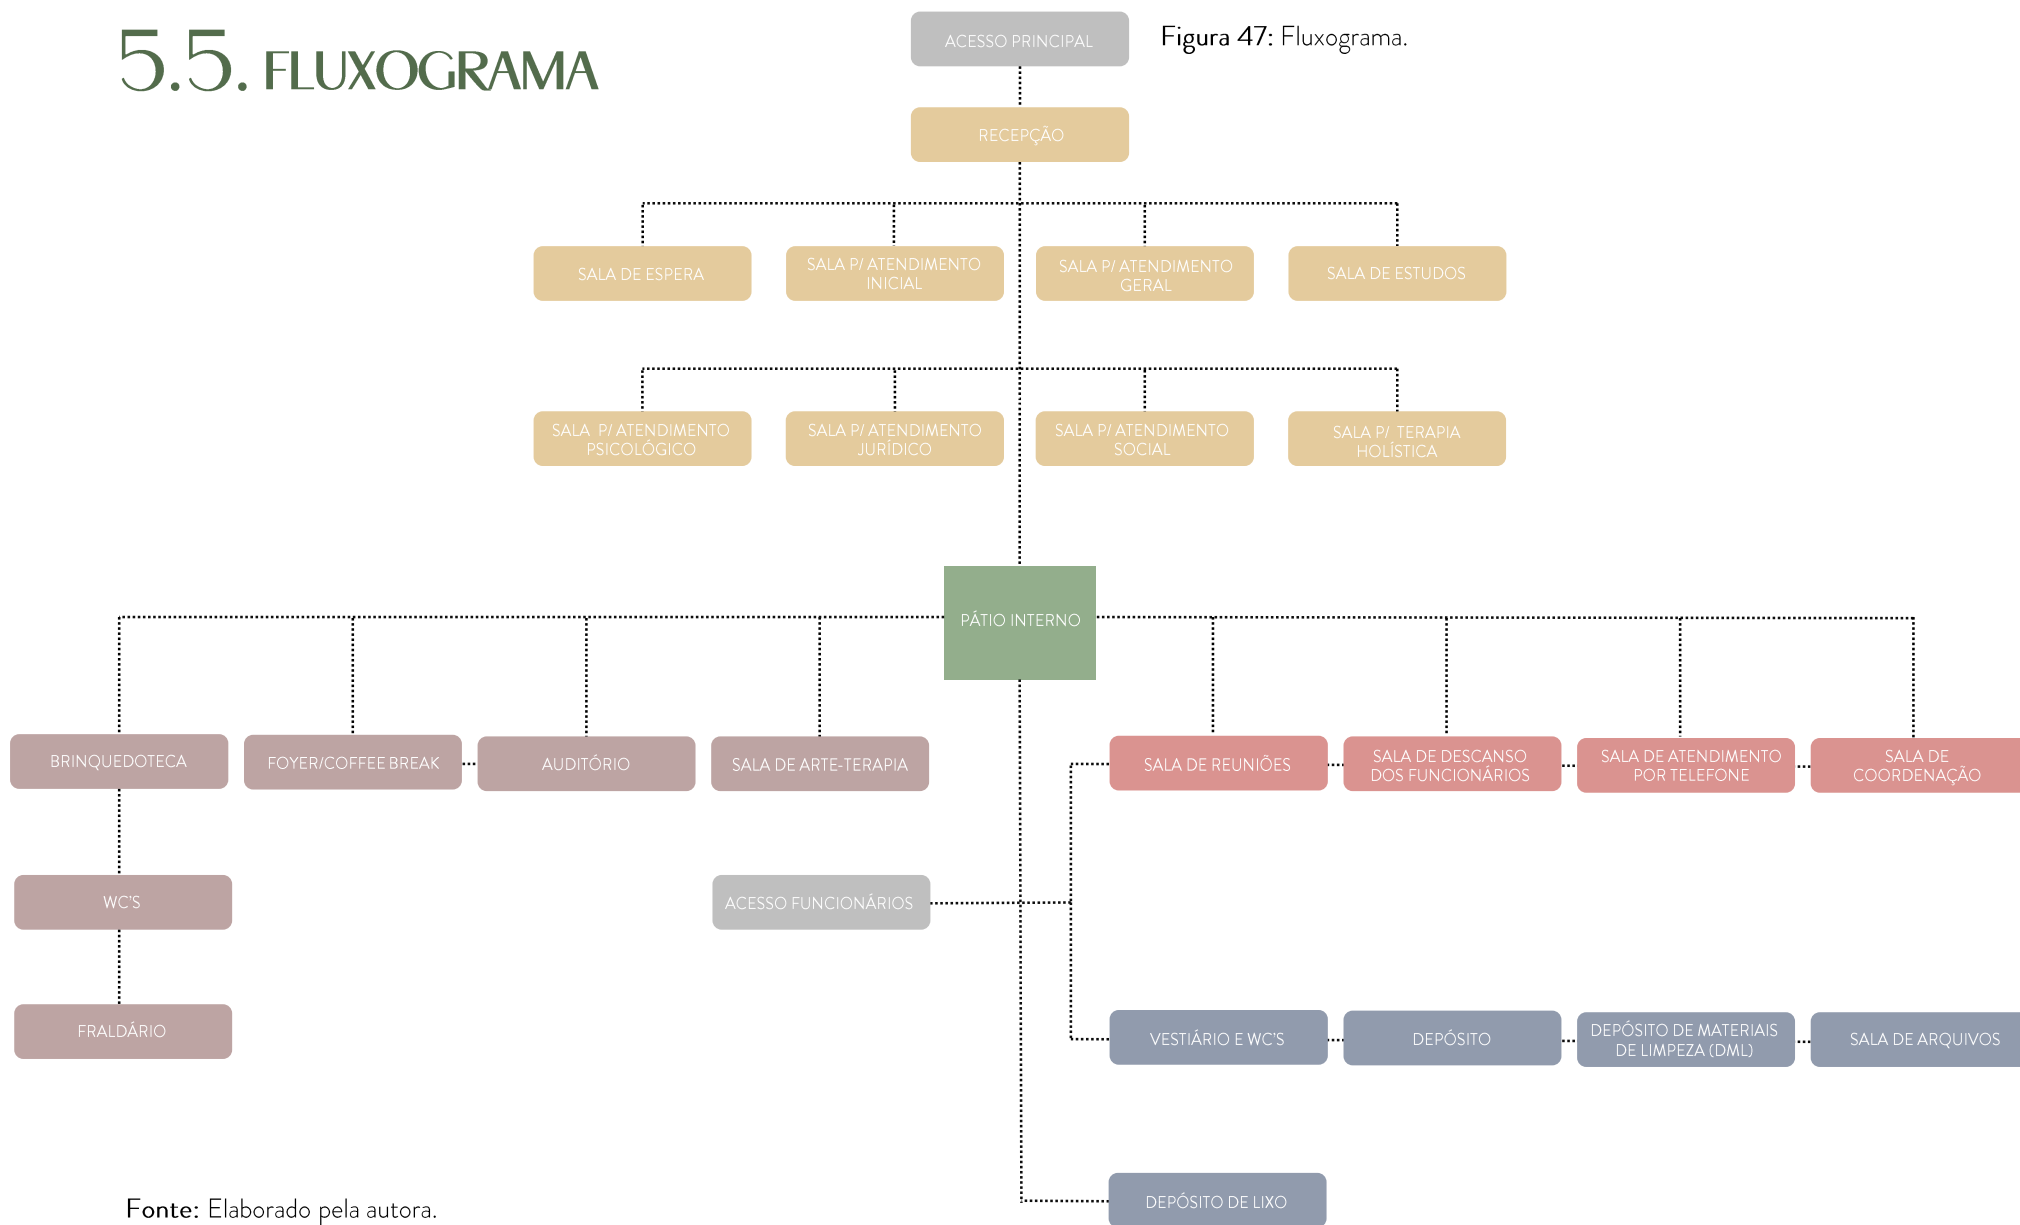 5.5. FLUXOGRAMA
ACESSO PRINCIPAL
Figura 47: Fluxograma.
RECEPÇÃO
SALA DE ESPERA
SALA P/ ATENDIMENTO
INICIAL
SALA P/ ATENDIMENTO
GERAL
SALA DE ESTUDOS
SALA P/ ATENDIMENTO
PSICOLÓGICO
SALA P/ ATENDIMENTO
JURÍDICO
SALA P/ ATENDIMENTO
SOCIAL
SALA P/ TERAPIA
HOLÍSTICA
PÁTIO INTERNO
BRINQUEDOTECA
FOYER/COFFEE BREAK
AUDITÓRIO
SALA DE ARTE-TERAPIA
SALA DE REUNIÕES
SALA DE DESCANSO
DOS FUNCIONÁRIOS
SALA DE ATENDIMENTO
POR TELEFONE
SALA DE
COORDENAÇÃO
WC'S
ACESSO FUNCIONÁRIOS
FRALDÁRIO
VESTIÁRIO E WC'S
DEPÓSITO
DEPÓSITO DE MATERIAIS
DE LIMPEZA (DML)
SALA DE ARQUIVOS
DEPÓSITO DE LIXO
Fonte: Elaborado pela autora.